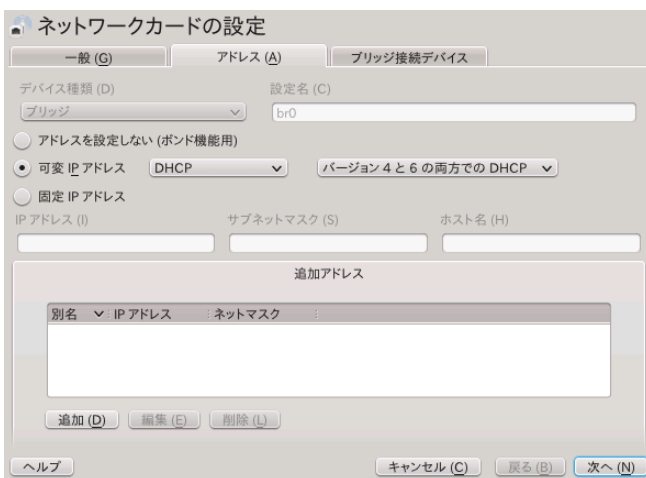 ネットワークカードの設定
一般 (G) アドレス (A) ブリッジ接続デバイス
デバイス種類 (D) 設定名 (C)
ブリッジ br0
アドレスを設定しない (ボンド機能用)
可変 IP アドレス DHCP バージョン 4 と 6 の両方での DHCP
固定 IP アドレス
IP アドレス (I) サブネットマスク (S) ホスト名 (H)
追加アドレス
別名 IP アドレス ネットマスク
追加 (D) 編集 (E) 削除 (L)
ヘルプ キャンセル (C) 戻る (B) 次へ (N)